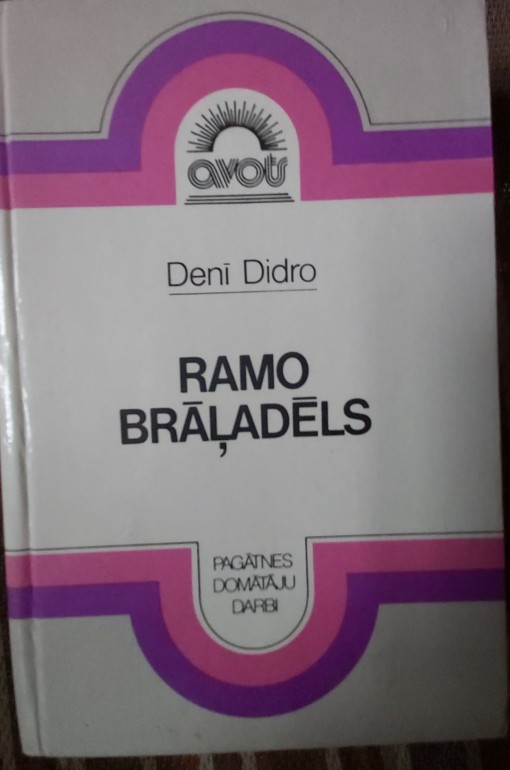 avots
Denī Didro
RAMO
BRĀĻADĒLS
PAGĀTNES
DOMĀTĀJU
DARBI